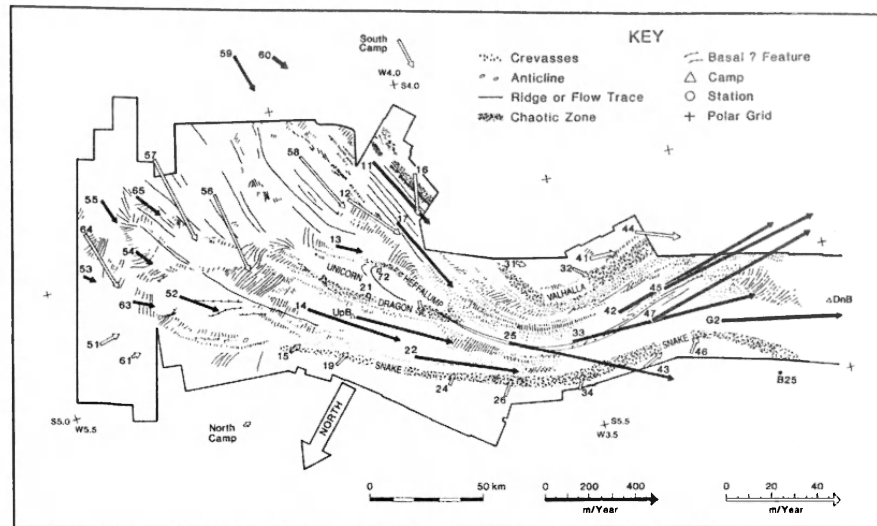 KEY
Crevasses
Anticline
Ridge or Flow Trace
Chaotic Zone
Basal ? Feature
Camp
Station
Polar Grid
59
60
South
Camp
W4.0
S4.0
57
58
11
16
65
56
12
55
17
44
64
54
13
31
41
32
UNICORN
72
HEFFALUMP
VALHALLA
53
21
9
DRAGON
45
63
52
14
UpB
42
47
G2
DnB
25
33
51
61
15
22
SNAKE
SNAKE
46
19
24
26
34
43
B25
S5.0
W5.5
North
Camp
NORTH
S5.5
W3.5
0 50 km
0 200 400
m/Year
0 20 40
m/Year